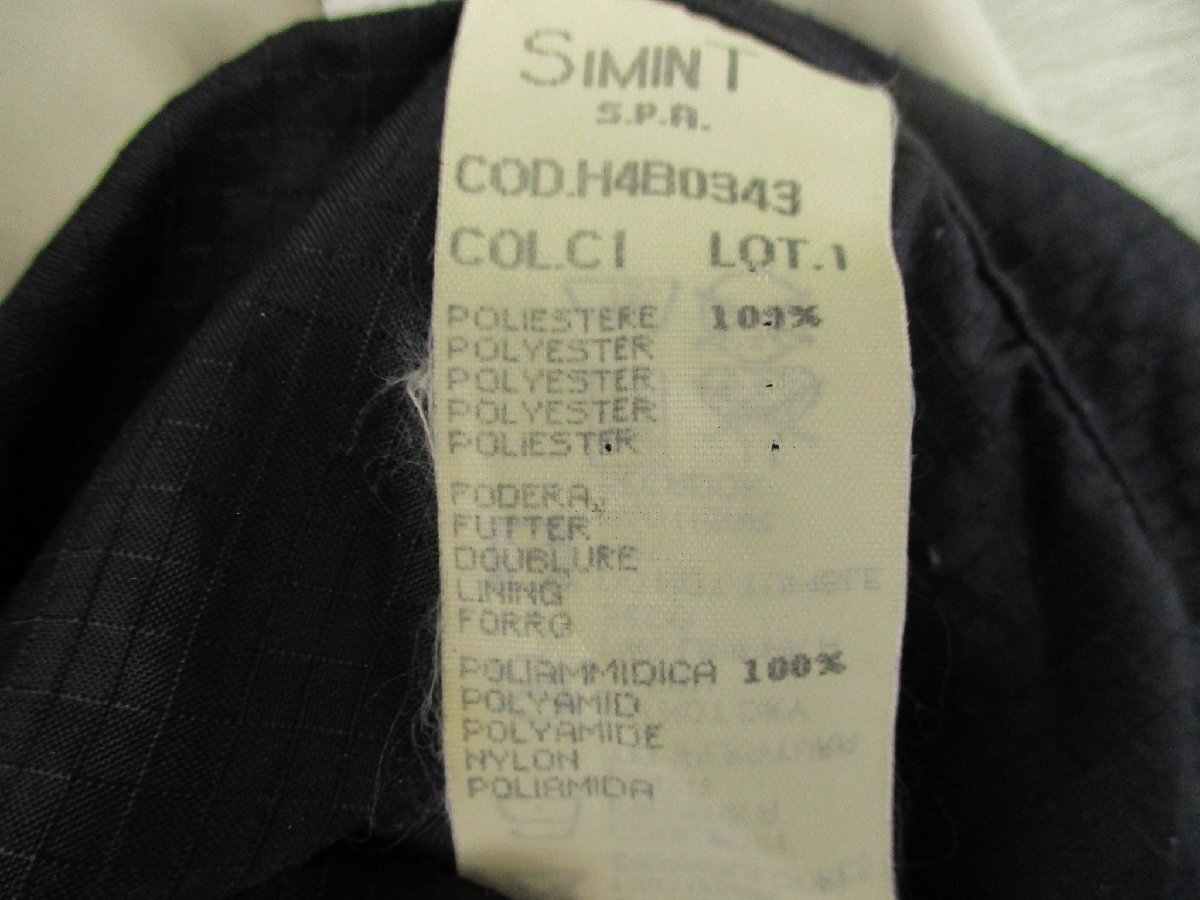 SIMINT
S.P.A.
COD.H4B0343
COL.C1 LOT.1
POLIESTERE 100%
POLYESTER
POLYESTER
POLYESTER
POLIESTER
FODERA
FUTTER
DOUBLURE
LINING
FORRO
POLIAMMIDICA 100%
POLYAMID
POLYAMIDE
NYLON
POLIAMIDA